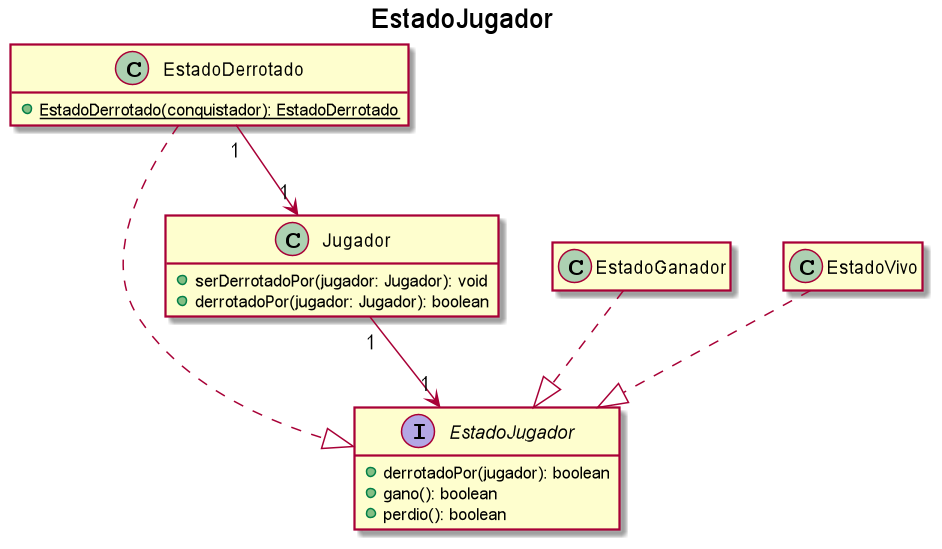 EstadoJugador
C EstadoDerrotado
EstadoDerrotado(conquistador): EstadoDerrotado
1
1
C Jugador
serDerrotadoPor(jugador: Jugador): void
derrotadoPor(jugador: Jugador): boolean
C EstadoGanador
C EstadoVivo
1
1
I EstadoJugador
derrotadoPor(jugador): boolean
gano(): boolean
perdio(): boolean